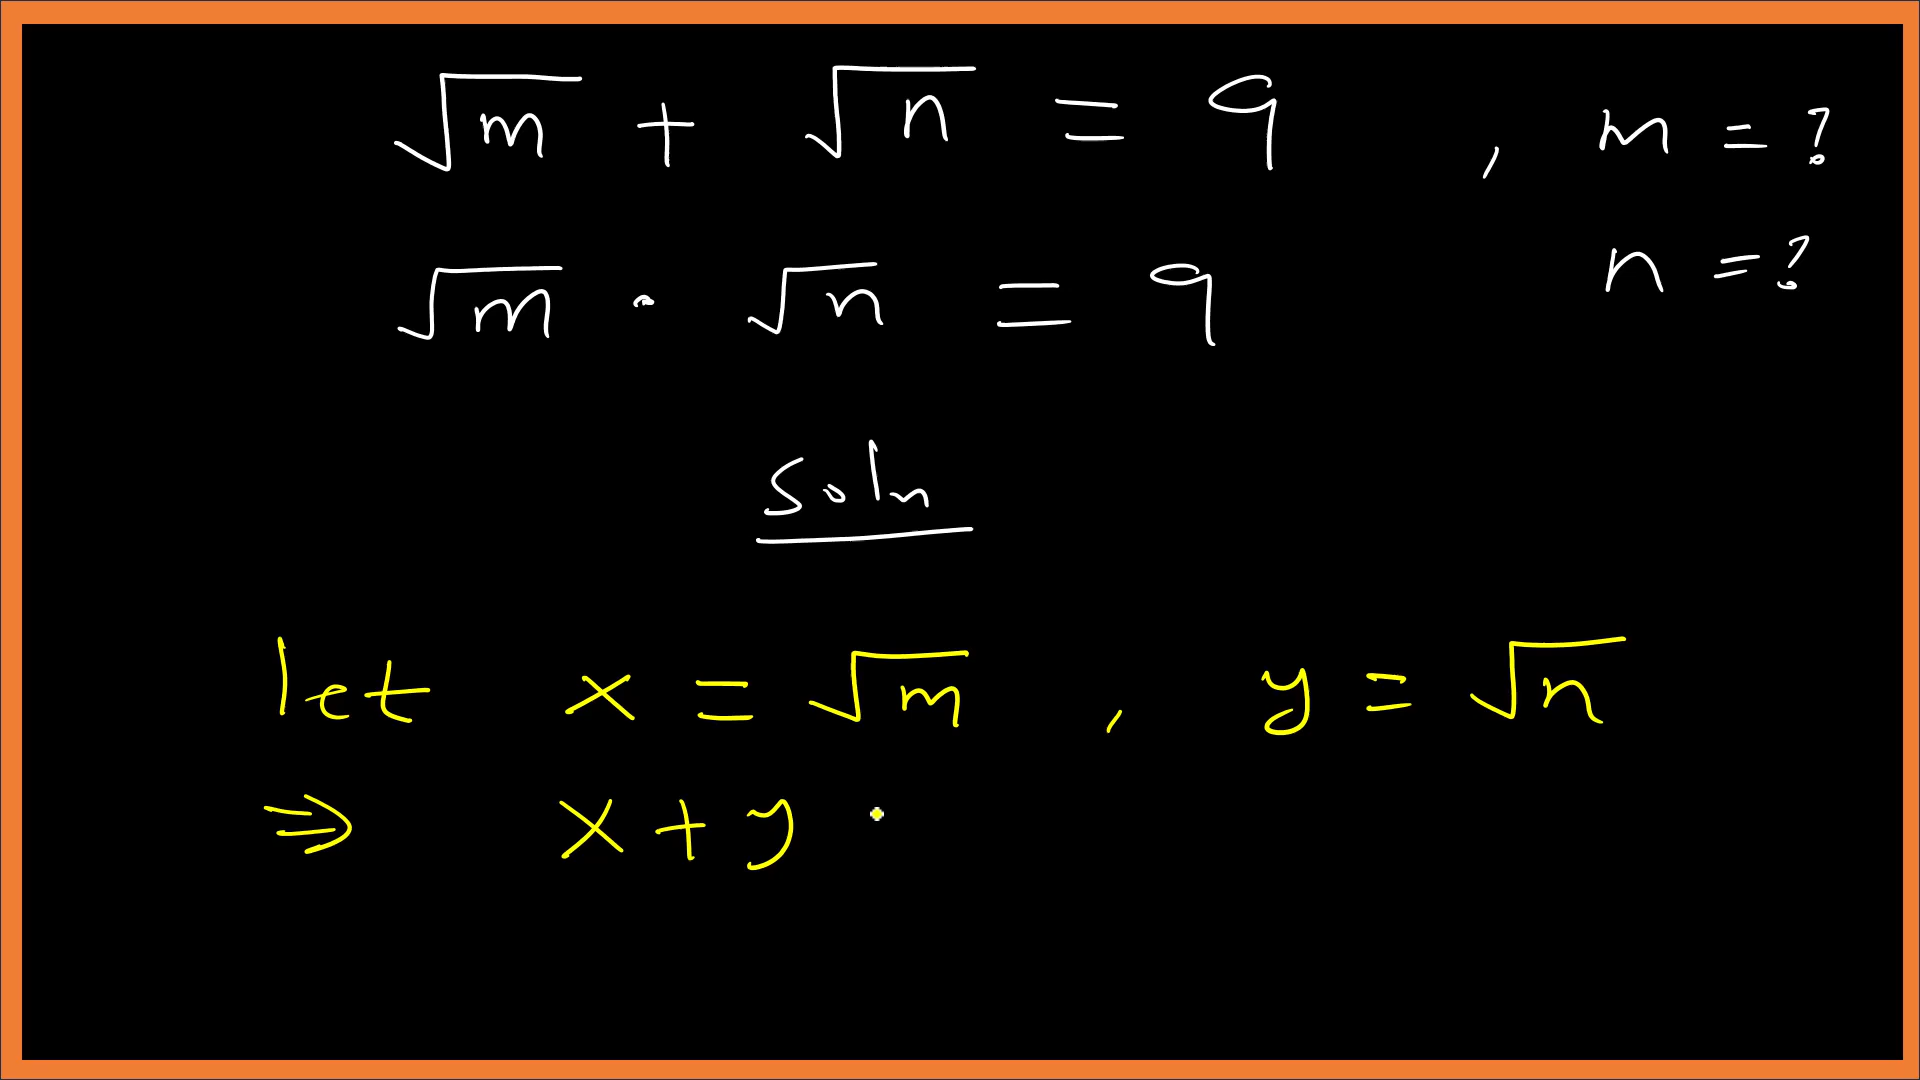 √m + √n = 9 , m = ?
√m · √n = 9 n = ?
Soln
let x = √m , y = √n
⇒ x + y